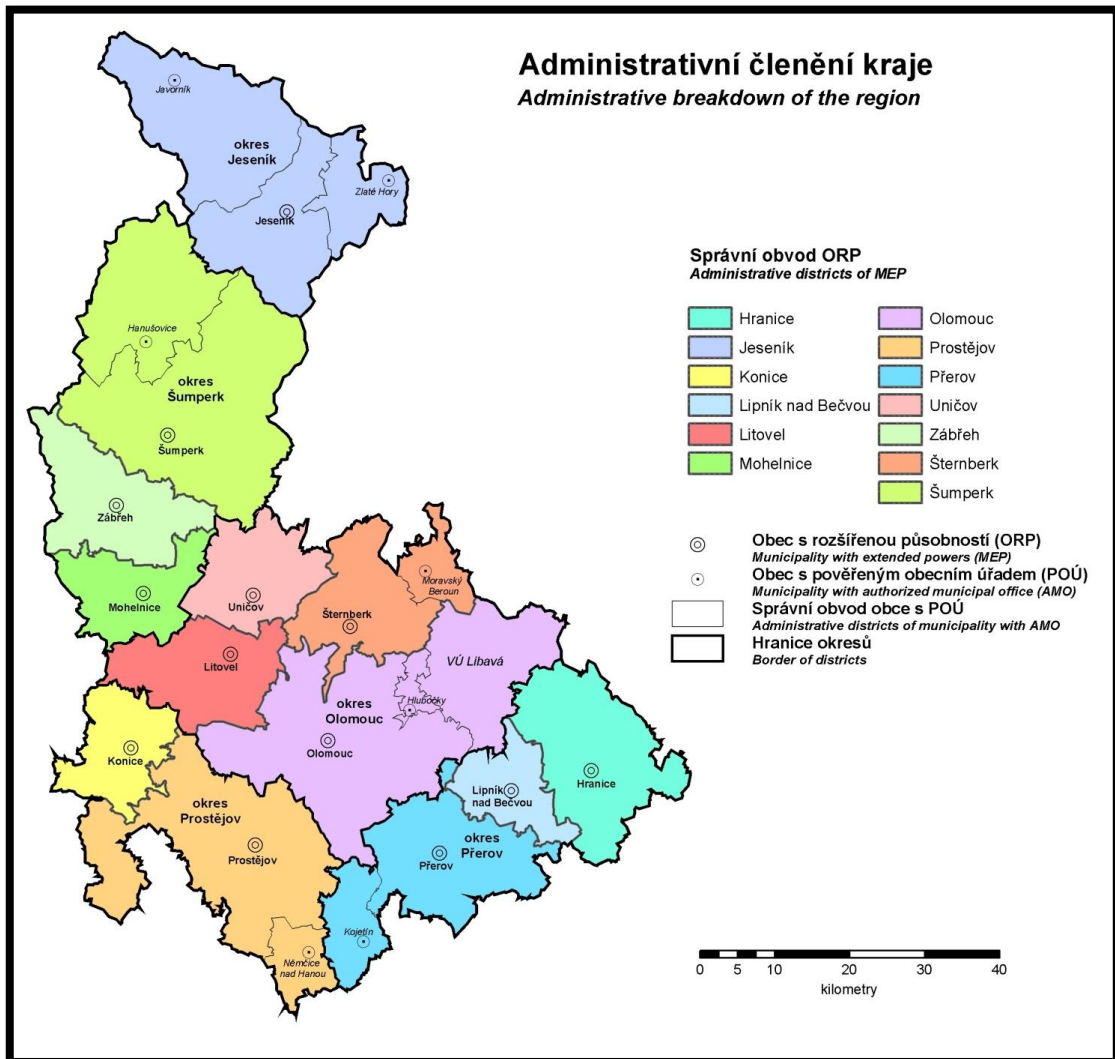 Administrativní členění kraje
Administrative breakdown of the region
Javorník
okres
Jeseník
Zlaté Hory
Jeseník
Hanušovice
okres
Šumperk
Šumperk
Zábřeh
Mohelnice
Uničov
Moravský
Beroun
Šternberk
Litovel
VÚ Libavá
Hlubočky
okres
Olomouc
Olomouc
Konice
Hranice
Lipník
nad Bečvou
okres
Prostějov
Prostějov
okres
Přerov
Přerov
Kojetín
Němčice
nad Hanou
Správní obvod ORP
Administrative districts of MEP
Hranice
Jeseník
Konice
Lipník nad Bečvou
Litovel
Mohelnice
Olomouc
Prostějov
Přerov
Uničov
Zábřeh
Šternberk
Šumperk
Obec s rozšířenou působností (ORP)
Municipality with extended powers (MEP)
Obec s pověřeným obecním úřadem (POÚ)
Municipality with authorized municipal office (AMO)
Správní obvod obce s POÚ
Administrative districts of municipality with AMO
Hranice okresů
Border of districts
0 5 10 20 30 40
kilometry